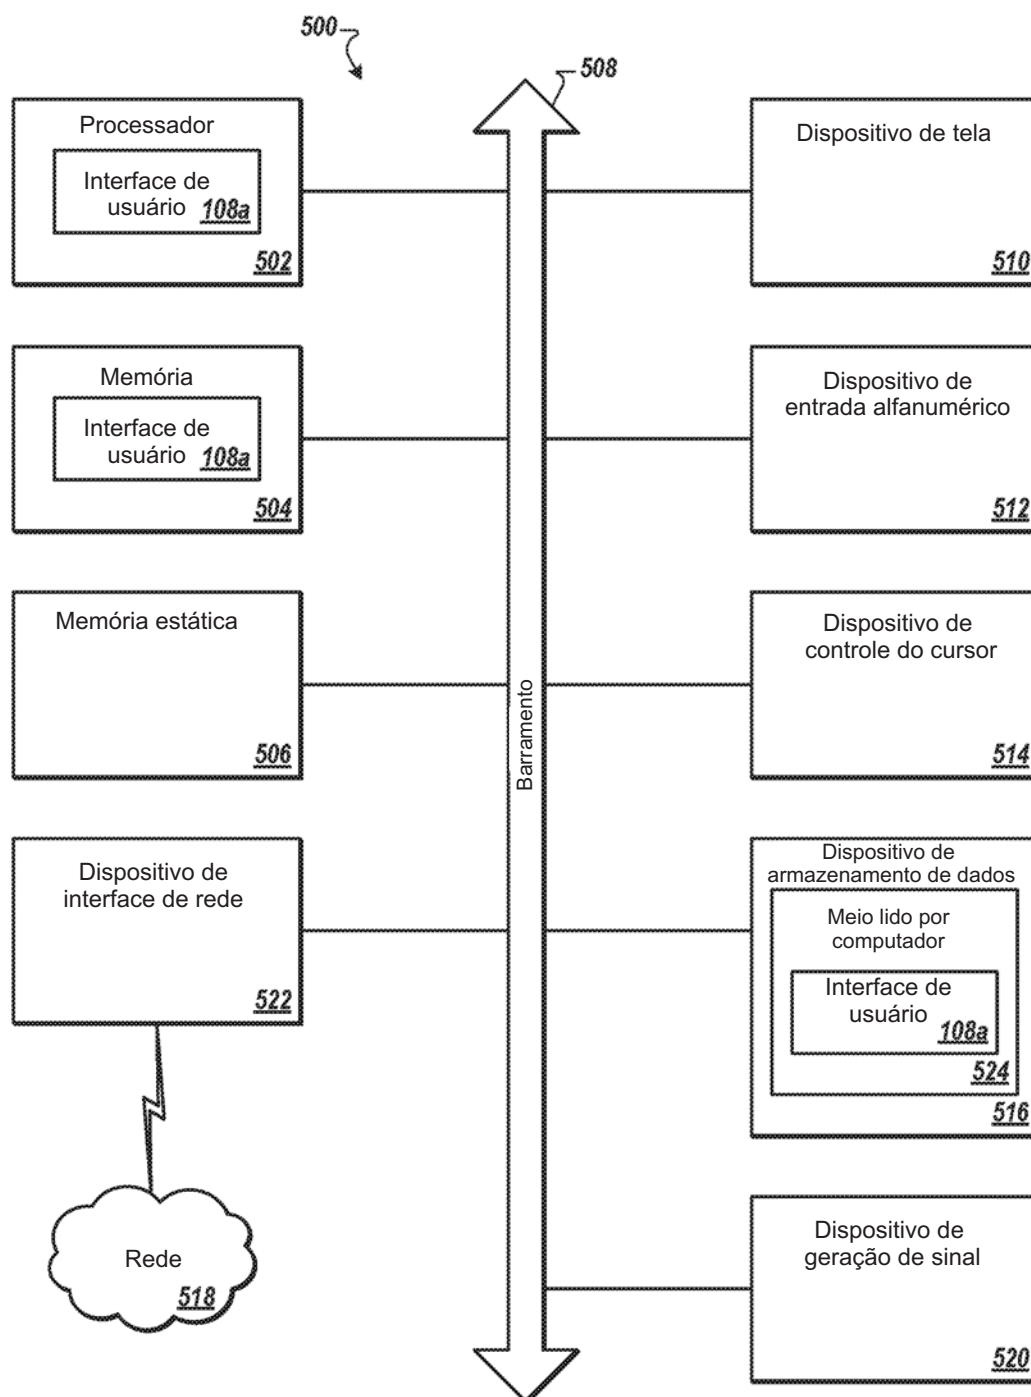 500
508
Processador
Interface de
usuário 108a
502
Dispositivo de tela
510
Memória
Interface de
usuário 108a
504
Dispositivo de
entrada alfanumérico
512
Memória estática
506
Dispositivo de
controle do cursor
514
Barramento
Dispositivo de
interface de rede
522
Dispositivo de
armazenamento de dados
Meio lido por
computador
Interface de
usuário 108a
524
516
Rede
518
Dispositivo de
geração de sinal
520